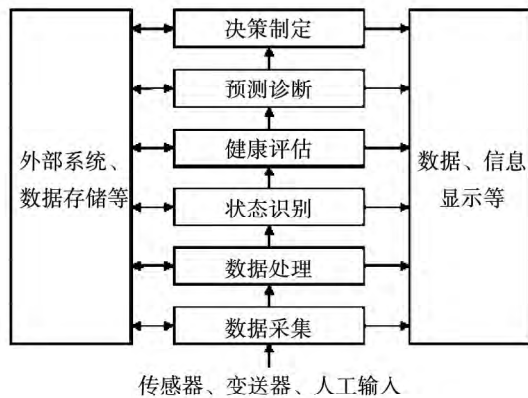 决策制定
预测诊断
健康评估
外部系统、
数据存储等
数据、信息
显示等
状态识别
数据处理
数据采集
传感器、变送器、人工输入